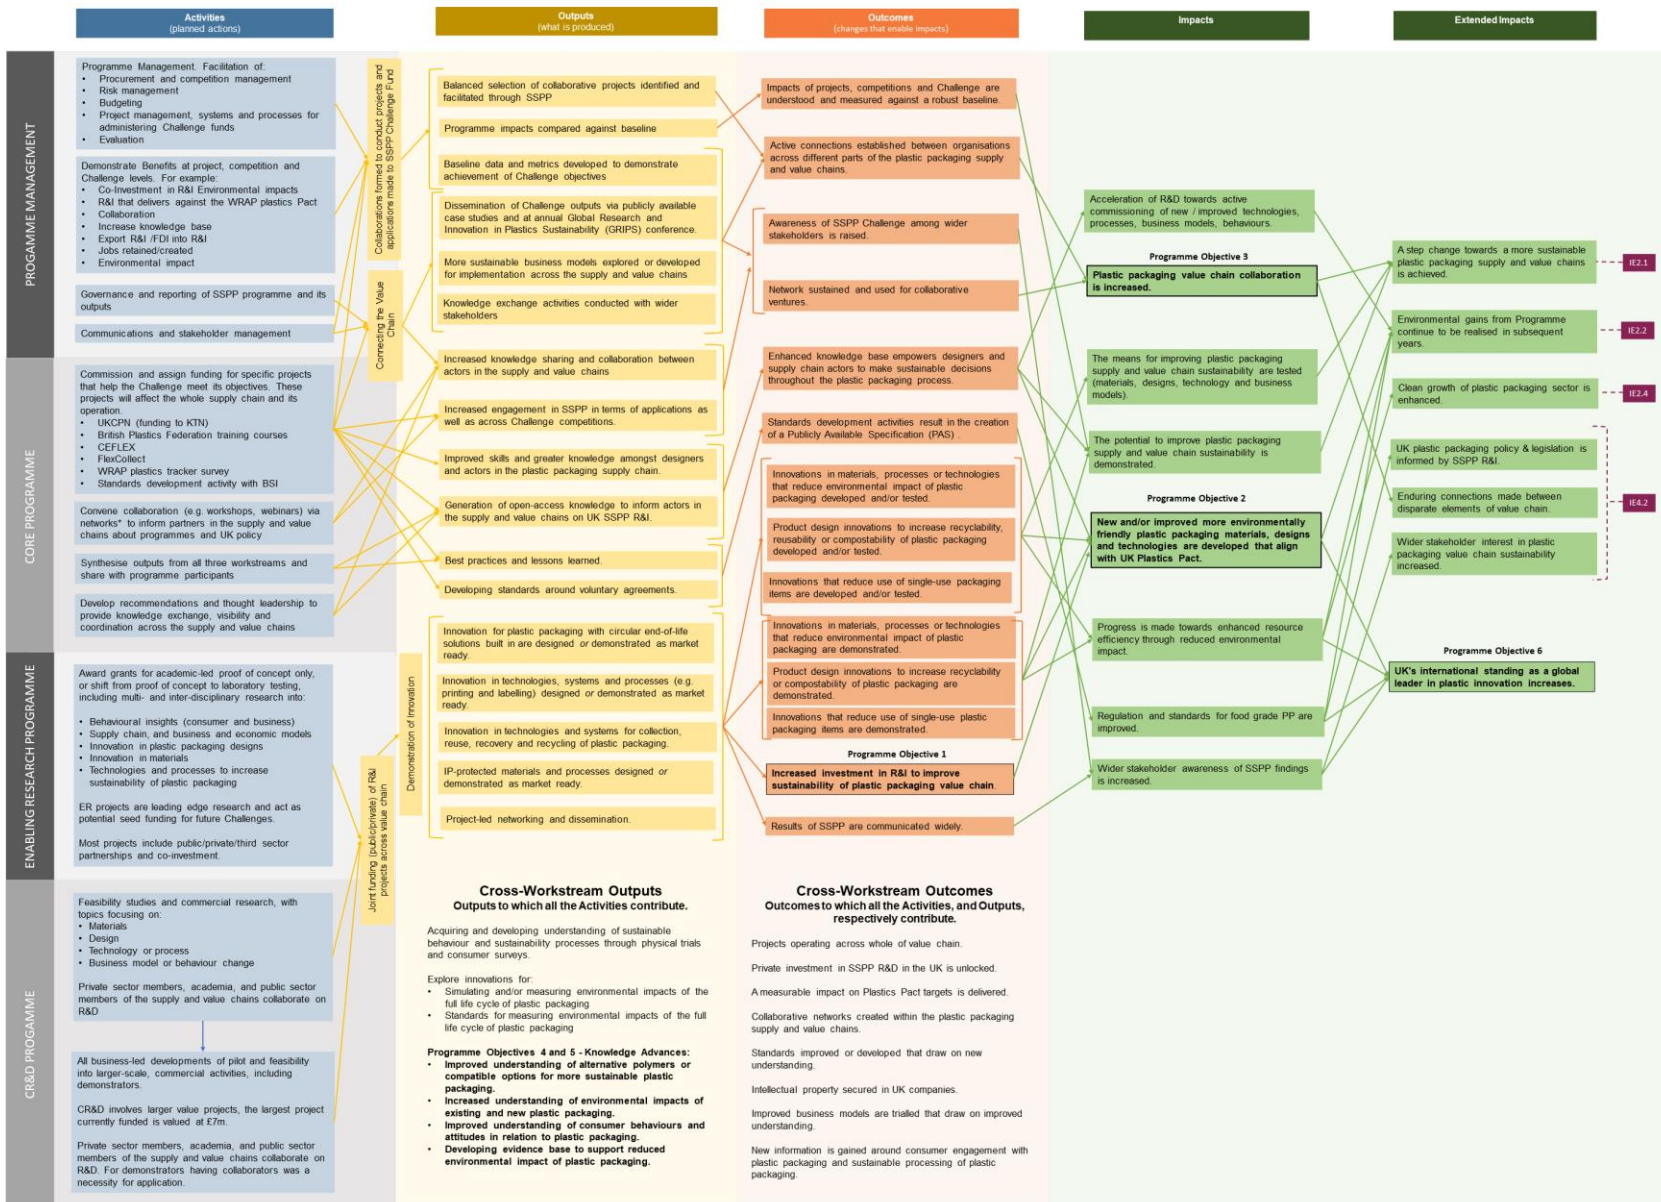 Activities
(planned actions)
Outputs
(what is produced)
Outcomes
(changes that enable impacts)
Impacts
Extended Impacts
PROGAMME MANAGEMENT
Programme Management. Facilitation of:
• Procurement and competition management
• Risk management
• Budgeting
• Project management, systems and processes for
administering Challenge funds
• Evaluation
Demonstrate Benefits at project, competition and
Challenge levels. For example:
• Co-Investment in R&I Environmental impacts
• R&I that delivers against the WRAP plastics Pact
• Collaboration
• Increase knowledge base
• Export R&I /FDI into R&I
• Jobs retained/created
• Environmental impact
Governance and reporting of SSPP programme and its
outputs
Communications and stakeholder management
CORE PROGRAMME
Commission and assign funding for specific projects
that help the Challenge meet its objectives. These
projects will affect the whole supply chain and its
operation.
• UKCPN (funding to KTN)
• British Plastics Federation training courses
• CEFLEX
• FlexCollect
• WRAP plastics tracker survey
• Standards development activity with BSI
Convene collaboration (e.g. workshops, webinars) via
networks* to inform partners in the supply and value
chains about programmes and UK policy
Synthesise outputs from all three workstreams and
share with programme participants
Develop recommendations and thought leadership to
provide knowledge exchange, visibility and
coordination across the supply and value chains
ENABLING RESEARCH PROGRAMME
Award grants for academic-led proof of concept only,
or shift from proof of concept to laboratory testing,
including multi- and inter-disciplinary research into:
• Behavioural insights (consumer and business)
• Supply chain, and business and economic models
• Innovation in plastic packaging designs
• Innovation in materials
• Technologies and processes to increase
sustainability of plastic packaging
ER projects are leading edge research and act as
potential seed funding for future Challenges.
Most projects include public/private/third sector
partnerships and co-investment.
CR&D PROGAMME
Feasibility studies and commercial research, with
topics focusing on:
• Materials
• Design
• Technology or process
• Business model or behaviour change
Private sector members, academia, and public sector
members of the supply and value chains collaborate on
R&D
All business-led developments of pilot and feasibility
into larger-scale, commercial activities, including
demonstrators.
CR&D involves larger value projects, the largest project
currently funded is valued at £7m.
Private sector members, academia, and public sector
members of the supply and value chains collaborate on
R&D. For demonstrators having collaborators was a
necessity for application.
Collaborations formed to conduct projects and
applications made to SSPP Challenge Fund
Connecting the Value
Chain
Joint funding (public/private) of R&I
projects across value chain
Demonstration of Innovation
Balanced selection of collaborative projects identified and
facilitated through SSPP
Programme impacts compared against baseline
Baseline data and metrics developed to demonstrate
achievement of Challenge objectives
Dissemination of Challenge outputs via publicly available
case studies and at annual Global Research and
Innovation in Plastics Sustainability (GRIPS) conference.
More sustainable business models explored or developed
for implementation across the supply and value chains
Knowledge exchange activities conducted with wider
stakeholders
Increased knowledge sharing and collaboration between
actors in the supply and value chains
Increased engagement in SSPP in terms of applications as
well as across Challenge competitions.
Improved skills and greater knowledge amongst designers
and actors in the plastic packaging supply chain.
Generation of open-access knowledge to inform actors in
the supply and value chains on UK SSPP R&I.
Best practices and lessons learned.
Developing standards around voluntary agreements.
Innovation for plastic packaging with circular end-of-life
solutions built in are designed or demonstrated as market
ready.
Innovation in technologies, systems and processes (e.g.
printing and labelling) designed or demonstrated as market
ready.
Innovation in technologies and systems for collection,
reuse, recovery and recycling of plastic packaging.
IP-protected materials and processes designed or
demonstrated as market ready.
Project-led networking and dissemination.
Cross-Workstream Outputs
Outputs to which all the Activities contribute.
Acquiring and developing understanding of sustainable
behaviour and sustainability processes through physical trials
and consumer surveys.
Explore innovations for:
• Simulating and/or measuring environmental impacts of the
full life cycle of plastic packaging
• Standards for measuring environmental impacts of the full
life cycle of plastic packaging
Programme Objectives 4 and 5 - Knowledge Advances:
• Improved understanding of alternative polymers or
compatible options for more sustainable plastic
packaging.
• Increased understanding of environmental impacts of
existing and new plastic packaging.
• Improved understanding of consumer behaviours and
attitudes in relation to plastic packaging.
• Developing evidence base to support reduced
environmental impact of plastic packaging.
Impacts of projects, competitions and Challenge are
understood and measured against a robust baseline.
Active connections established between organisations
across different parts of the plastic packaging supply
and value chains.
Awareness of SSPP Challenge among wider
stakeholders is raised.
Network sustained and used for collaborative
ventures.
Enhanced knowledge base empowers designers and
supply chain actors to make sustainable decisions
throughout the plastic packaging process.
Standards development activities result in the creation
of a Publicly Available Specification (PAS) .
Innovations in materials, processes or technologies
that reduce environmental impact of plastic
packaging developed and/or tested.
Product design innovations to increase recyclability,
reusability or compostability of plastic packaging
developed and/or tested.
Innovations that reduce use of single-use packaging
items are developed and/or tested.
Innovations in materials, processes or technologies
that reduce environmental impact of plastic
packaging are demonstrated.
Product design innovations to increase recyclability
or compostability of plastic packaging are
demonstrated.
Innovations that reduce use of single-use plastic
packaging items are demonstrated.
Programme Objective 1
Increased investment in R&I to improve
sustainability of plastic packaging value chain.
Results of SSPP are communicated widely.
Cross-Workstream Outcomes
Outcomes to which all the Activities, and Outputs,
respectively contribute.
Projects operating across whole of value chain.
Private investment in SSPP R&D in the UK is unlocked.
A measurable impact on Plastics Pact targets is delivered.
Collaborative networks created within the plastic packaging
supply and value chains.
Standards improved or developed that draw on new
understanding.
Intellectual property secured in UK companies.
Improved business models are trialled that draw on improved
understanding.
New information is gained around consumer engagement with
plastic packaging and sustainable processing of plastic
packaging.
Acceleration of R&D towards active
commissioning of new / improved technologies,
processes, business models, behaviours.
Programme Objective 3
Plastic packaging value chain collaboration
is increased.
The means for improving plastic packaging
supply and value chain sustainability are tested
(materials, designs, technology and business
models).
The potential to improve plastic packaging
supply and value chain sustainability is
demonstrated.
Programme Objective 2
New and/or improved more environmentally
friendly plastic packaging materials, designs
and technologies are developed that align
with UK Plastics Pact.
Progress is made towards enhanced resource
efficiency through reduced environmental
impact.
Regulation and standards for food grade PP are
improved.
Wider stakeholder awareness of SSPP findings
is increased.
A step change towards a more sustainable
plastic packaging supply and value chains
is achieved.
Environmental gains from Programme
continue to be realised in subsequent
years.
Clean growth of plastic packaging sector is
enhanced.
UK plastic packaging policy & legislation is
informed by SSPP R&I.
Enduring connections made between
disparate elements of value chain.
Wider stakeholder interest in plastic
packaging value chain sustainability
increased.
Programme Objective 6
UK's international standing as a global
leader in plastic innovation increases.
IE2.1
IE2.2
IE2.4
IE4.2